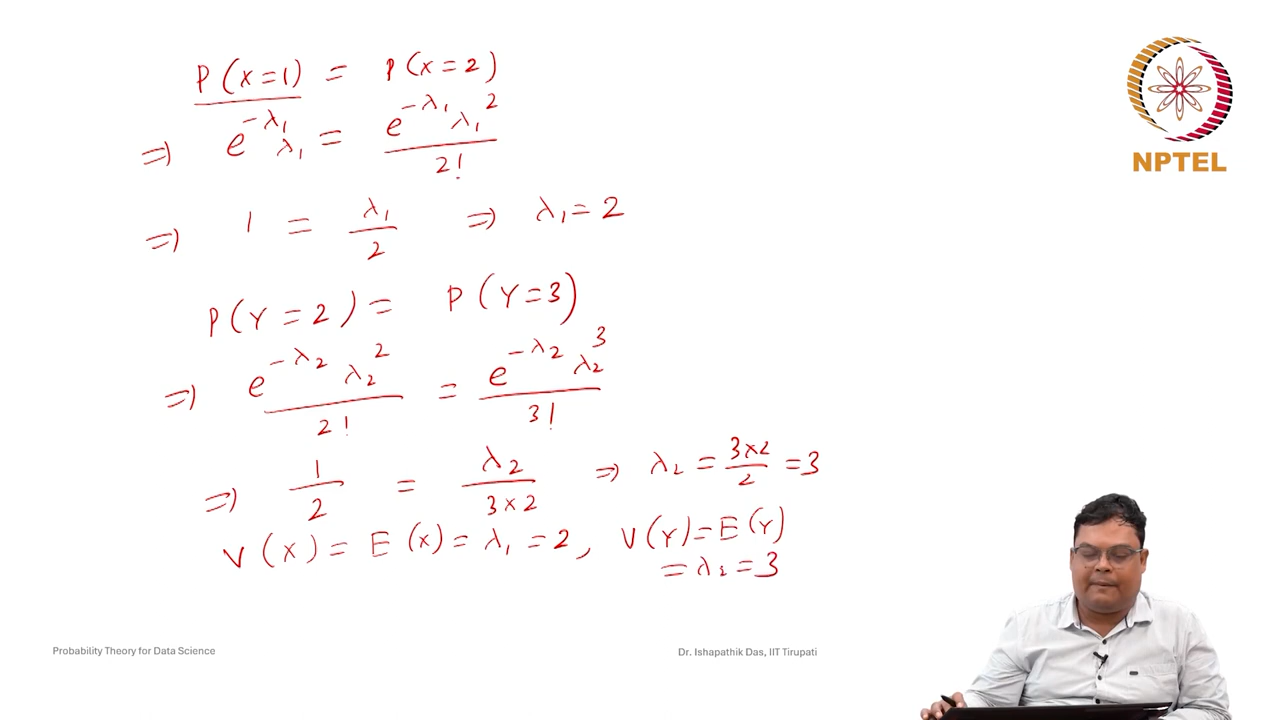 P(X=1) = P(X=2)
⇒ e^{-λ₁} λ₁ = e^{-λ₁} λ₁² / 2!
⇒ 1 = λ₁ / 2 ⇒ λ₁ = 2
P(Y=2) = P(Y=3)
⇒ e^{-λ₂} λ₂² / 2! = e^{-λ₂} λ₂³ / 3!
⇒ 1 / 2 = λ₂ / 3×2 ⇒ λ₂ = 3×2 / 2 = 3
V(X) = E(X) = λ₁ = 2, V(Y) = E(Y)
= λ₂ = 3
NPTEL
Probability Theory for Data Science
Dr. Ishapathik Das, IIT Tirupati